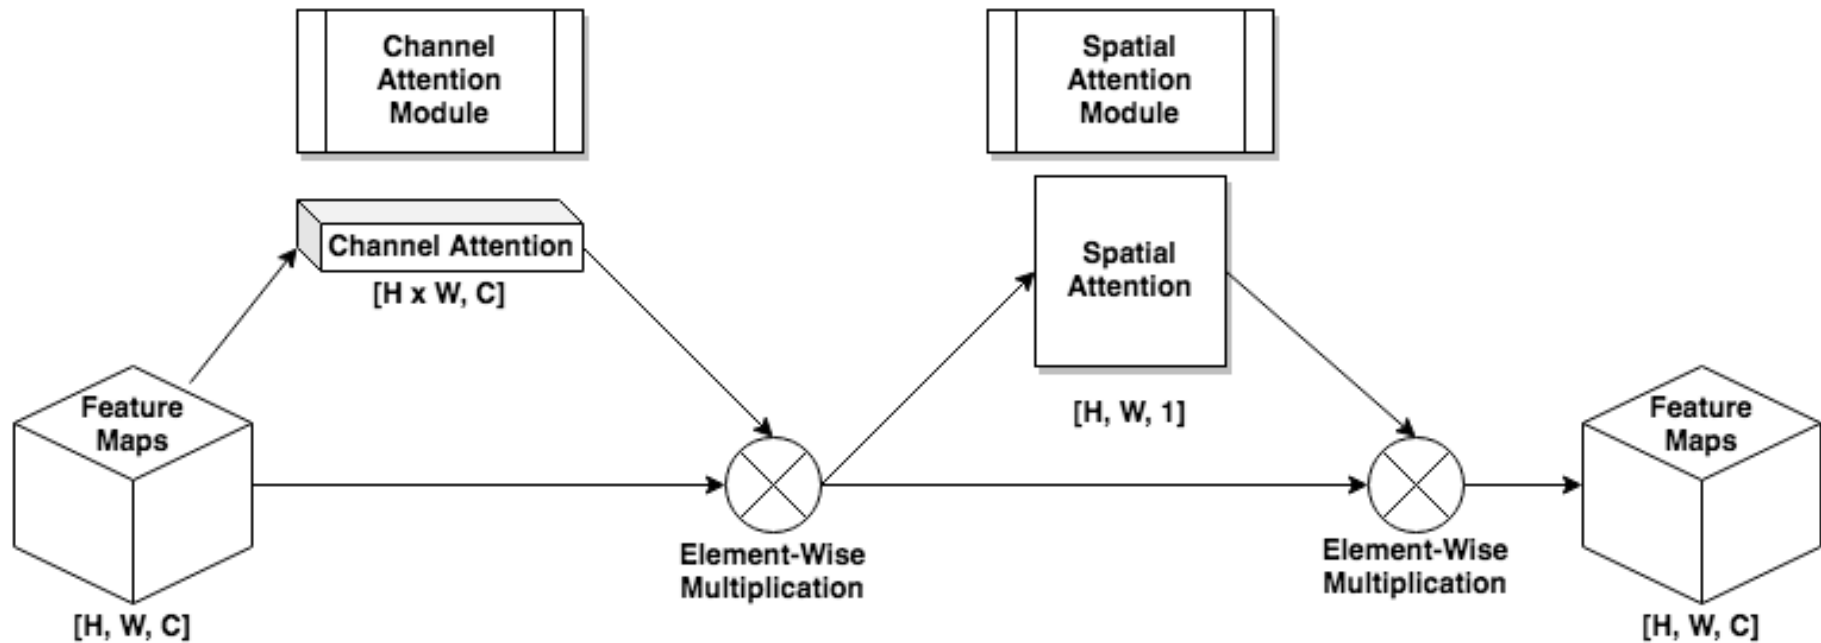 Channel
Attention
Module
Spatial
Attention
Module
Channel Attention
[H x W, C]
Spatial
Attention
[H, W, 1]
Feature
Maps
[H, W, C]
Element-Wise
Multiplication
Element-Wise
Multiplication
Feature
Maps
[H, W, C]